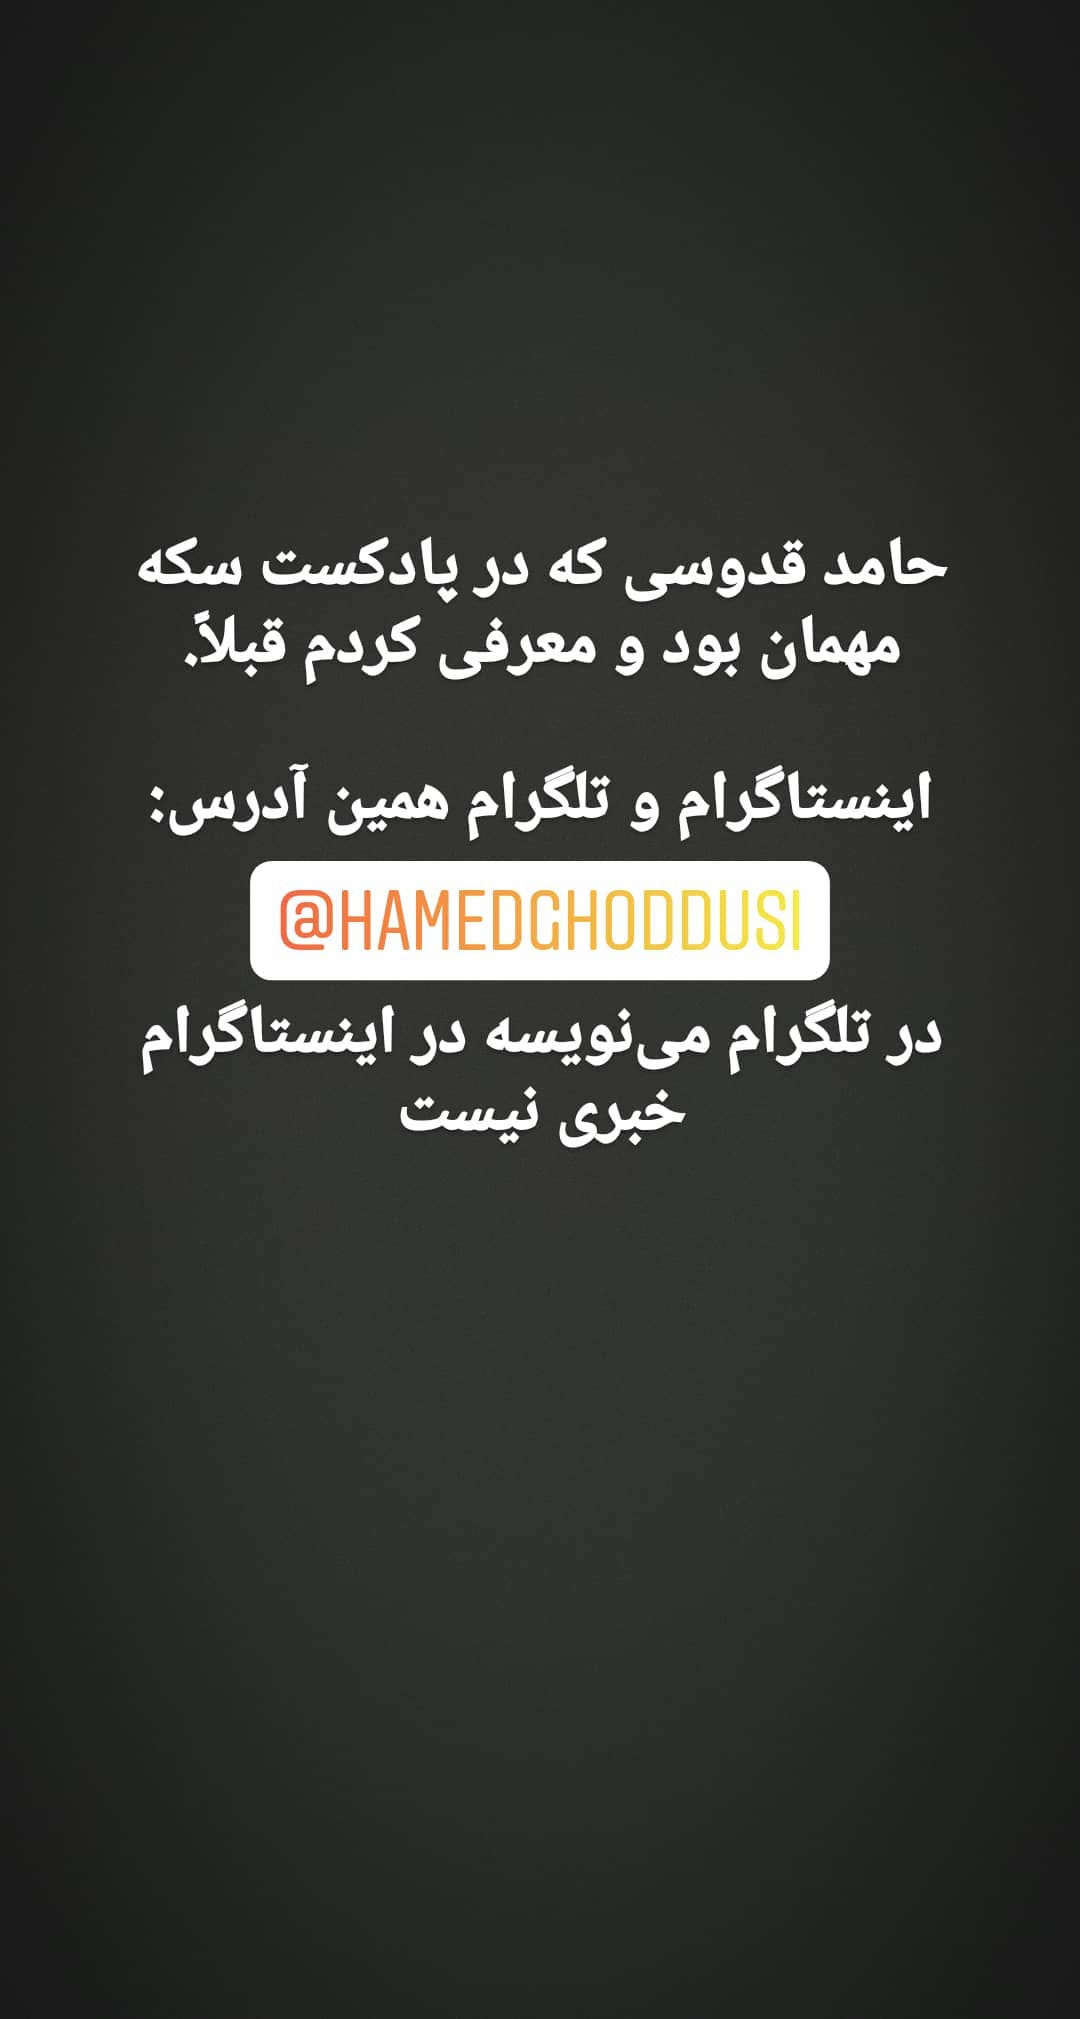 حامد قدوسی که در پادکست سکه
مهمان بود و معرفی کردم قبلاً.
اینستاگرام و تلگرام همین آدرس:
@HAMEDGHODDUSI
در تلگرام می‌نویسه در اینستاگرام
خبری نیست